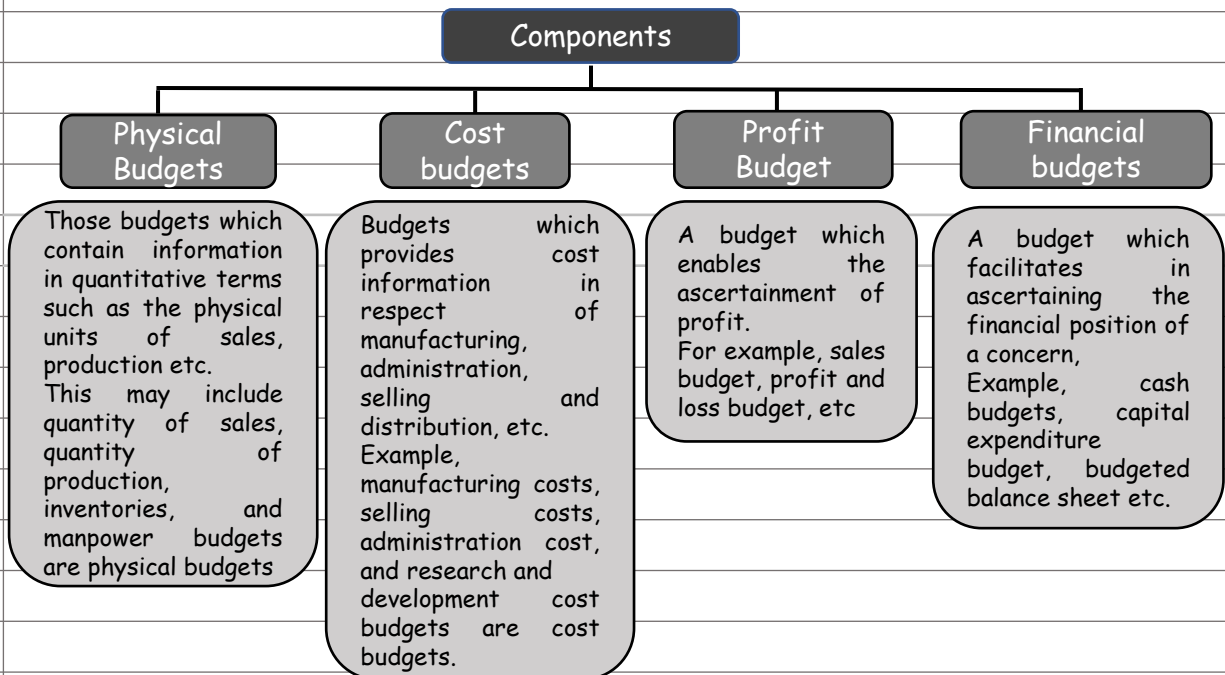 Components
Physical
Budgets
Those budgets which
contain information
in quantitative terms
such as the physical
units of sales,
production etc.
This may include
quantity of sales,
quantity of
production,
inventories, and
manpower budgets
are physical budgets
Cost
budgets
Budgets which
provides cost
information in
respect of
manufacturing,
administration,
selling and
distribution, etc.
Example,
manufacturing costs,
selling costs,
administration cost,
and research and
development cost
budgets are cost
budgets.
Profit
Budget
A budget which
enables the
ascertainment of
profit.
For example, sales
budget, profit and
loss budget, etc
Financial
budgets
A budget which
facilitates in
ascertaining the
financial position of
a concern,
Example, cash
budgets, capital
expenditure
budget, budgeted
balance sheet etc.